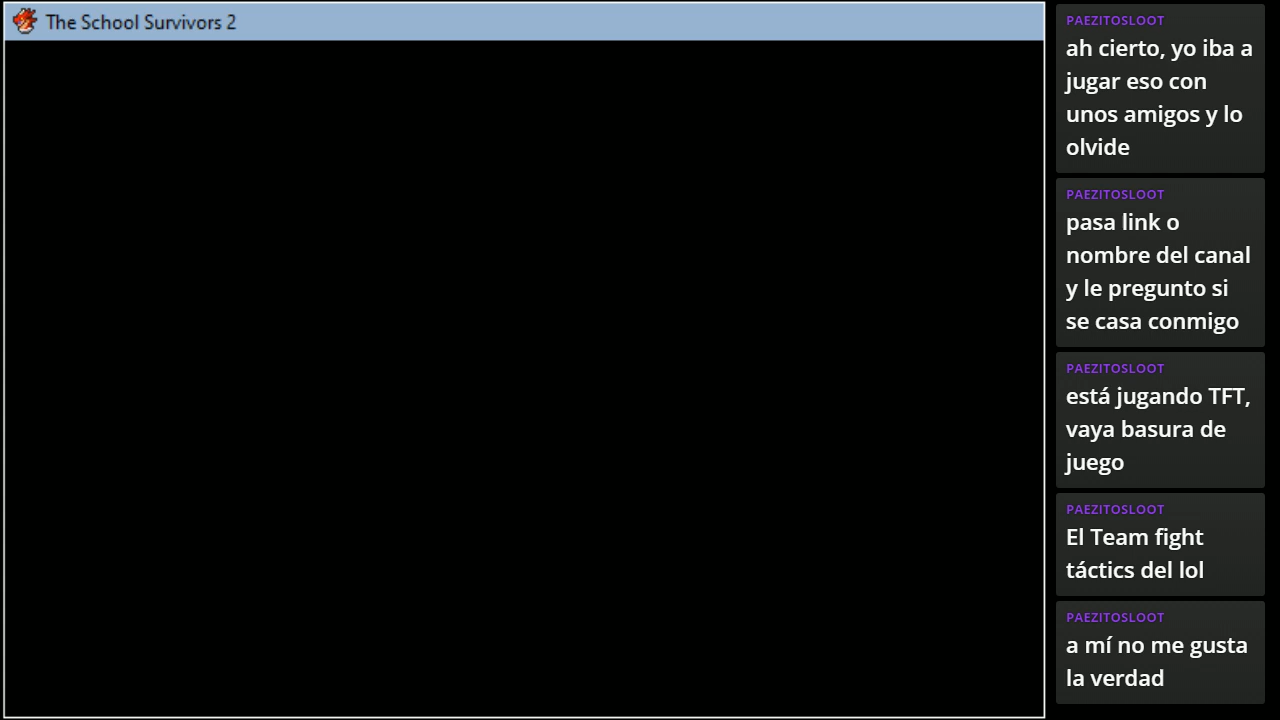 The School Survivors 2
PAEZITOSLOOT
ah cierto, yo iba a
jugar eso con
unos amigos y lo
olvide
PAEZITOSLOOT
pasa link o
nombre del canal
y le pregunto si
se casa conmigo
PAEZITOSLOOT
está jugando TFT,
vaya basura de
juego
PAEZITOSLOOT
El Team fight
táctics del lol
PAEZITOSLOOT
a mí no me gusta
la verdad